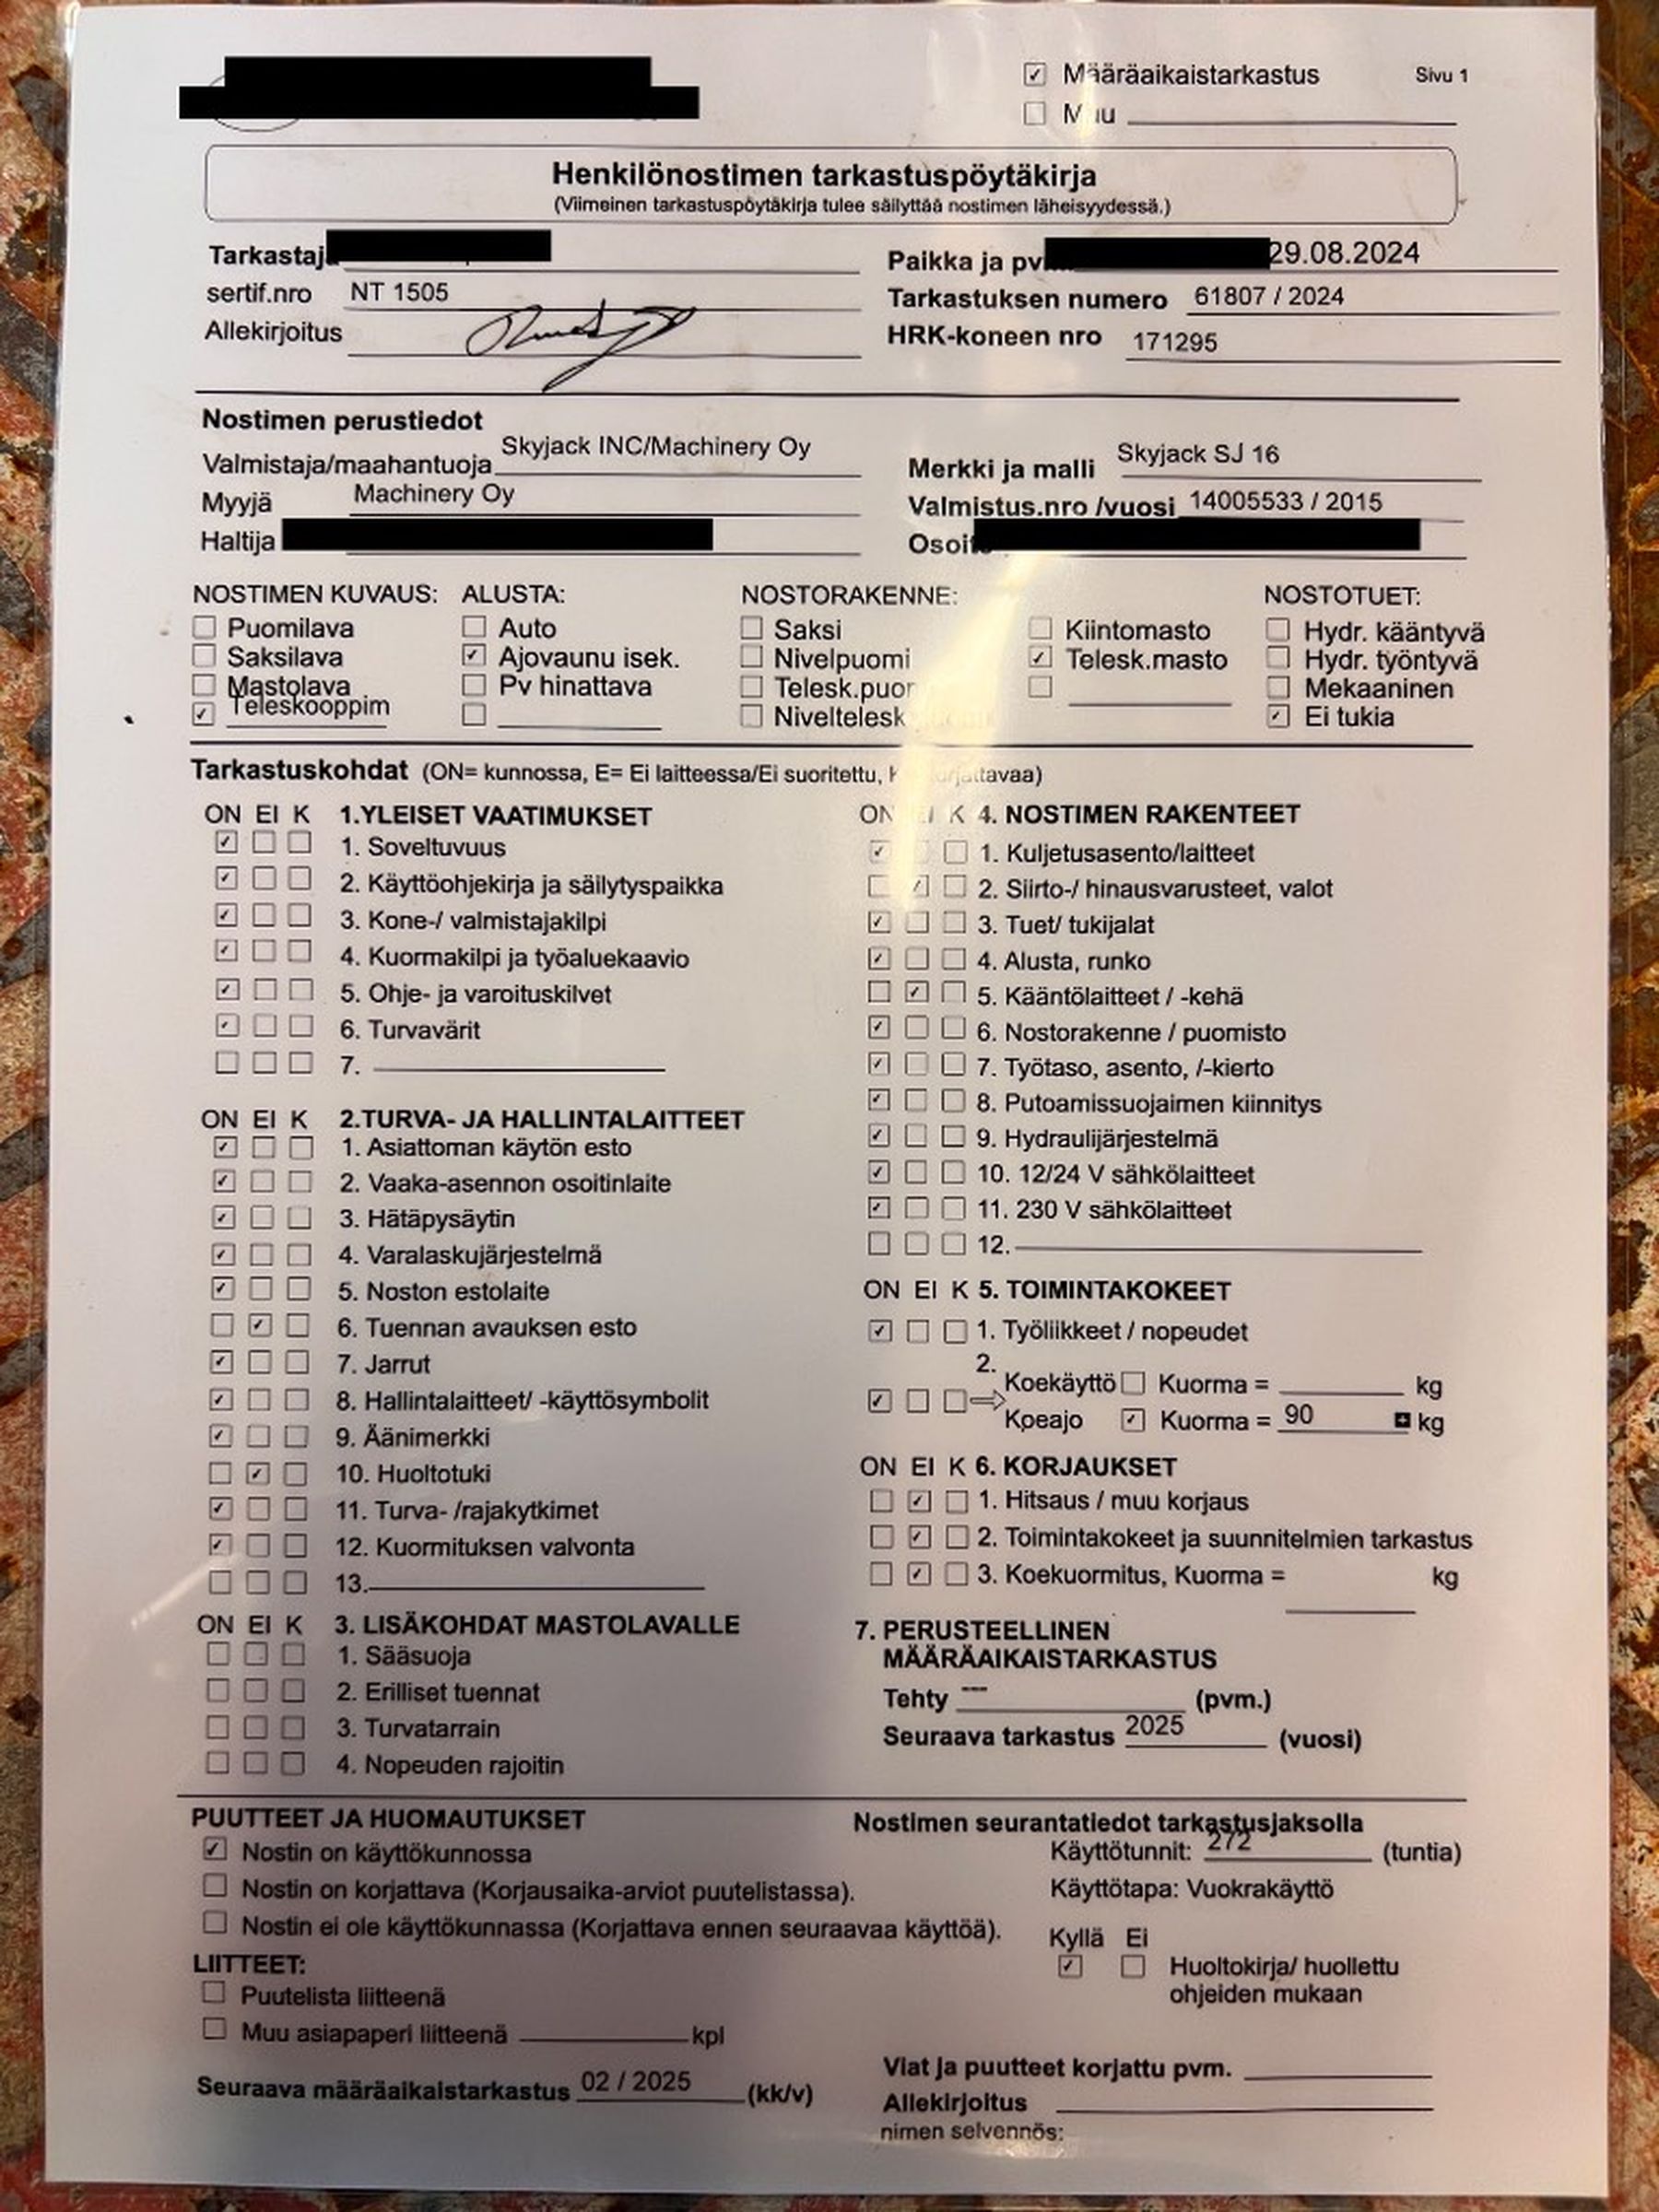 Määräaikaistarkastus Sivu 1
Muu
Henkilönostimen tarkastuspöytäkirja
(Viimeinen tarkastuspöytäkirja tulee säilyttää nostimen läheisyydessä.)
Tarkastaja Paikka ja pvm 29.08.2024
sertif.nro NT 1505 Tarkastuksen numero 61807 / 2024
Allekirjoitus HRK-koneen nro 171295
Nostimen perustiedot
Valmistaja/maahantuoja Skyjack INC/Machinery Oy Merkki ja malli Skyjack SJ 16
Myyjä Machinery Oy Valmistus.nro /vuosi 14005533 / 2015
Haltija
NOSTIMEN KUVAUS: ALUSTA: NOSTORAKENNE: NOSTOTUET:
Puomilava Auto Saksi Kiintomasto Hydr. kääntyvä
Saksilava Ajovaunu isek. Nivelpuomi Telesk.masto Hydr. työntyvä
Mastolava Pv hinattava Mekaaninen
Teleskooppim Ei tukia
Tarkastuskohdat (ON= kunnossa, E= Ei laitteessa/Ei suoritettu,
ON EI K 1.YLEISET VAATIMUKSET
1. Soveltuvuus
2. Käyttöohjekirja ja säilytyspaikka
3. Kone-/ valmistajakilpi
4. Kuormakilpi ja työaluekaavio
5. Ohje- ja varoituskilvet
6. Turvavärit
7.
ON EI K 2.TURVA- JA HALLINTALAITTEET
1. Asiattoman käytön esto
2. Vaaka-asennon osoitinlaite
3. Hätäpysäytin
4. Varalaskujärjestelmä
5. Noston estolaite
6. Tuennan avauksen esto
7. Jarrut
8. Hallintalaitteet/ -käyttösymbolit
9. Äänimerkki
10. Huoltotuki
11. Turva- /rajakytkimet
12. Kuormituksen valvonta
13.
ON EI K 3. LISÄKOHDAT MASTOLAVALLE
1. Sääsuoja
2. Erilliset tuennat
3. Turvatarrain
4. Nopeuden rajoitin
ON EI K 4. NOSTIMEN RAKENTEET
1. Kuljetusasento/laitteet
2. Siirto-/ hinausvarusteet, valot
3. Tuet/ tukijalat
4. Alusta, runko
5. Kääntölaitteet / -kehä
6. Nostorakenne / puomisto
7. Työtaso, asento, /-kierto
8. Putoamissuojaimen kiinnitys
9. Hydraulijärjestelmä
10. 12/24 V sähkölaitteet
11. 230 V sähkölaitteet
12.
ON EI K 5. TOIMINTAKOKEET
1. Työliikkeet / nopeudet
2.
Koekäyttö Kuorma = kg
Koeajo Kuorma = 90 kg
ON EI K 6. KORJAUKSET
1. Hitsaus / muu korjaus
2. Toimintakokeet ja suunnitelmien tarkastus
3. Koekuormitus, Kuorma = kg
7. PERUSTEELLINEN
MÄÄRÄAIKAISTARKASTUS
Tehty --- (pvm.)
Seuraava tarkastus 2025 (vuosi)
PUUTTEET JA HUOMAUTUKSET
Nostin on käyttökunnossa
Nostin on korjattava (Korjausaika-arviot puutelistassa).
Nostin ei ole käyttökunnassa (Korjattava ennen seuraavaa käyttöä).
LIITTEET:
Puutelista liitteenä
Muu asiapaperi liitteenä kpl
Seuraava määräaikaistarkastus 02 / 2025 (kk/v)
Nostimen seurantatiedot tarkastusjaksolla
Käyttötunnit: 272 (tuntia)
Käyttötapa: Vuokrakäyttö
Kyllä Ei
Huoltokirja/ huollettu
ohjeiden mukaan
Viat ja puutteet korjattu pvm.
Allekirjoitus
nimen selvennös: